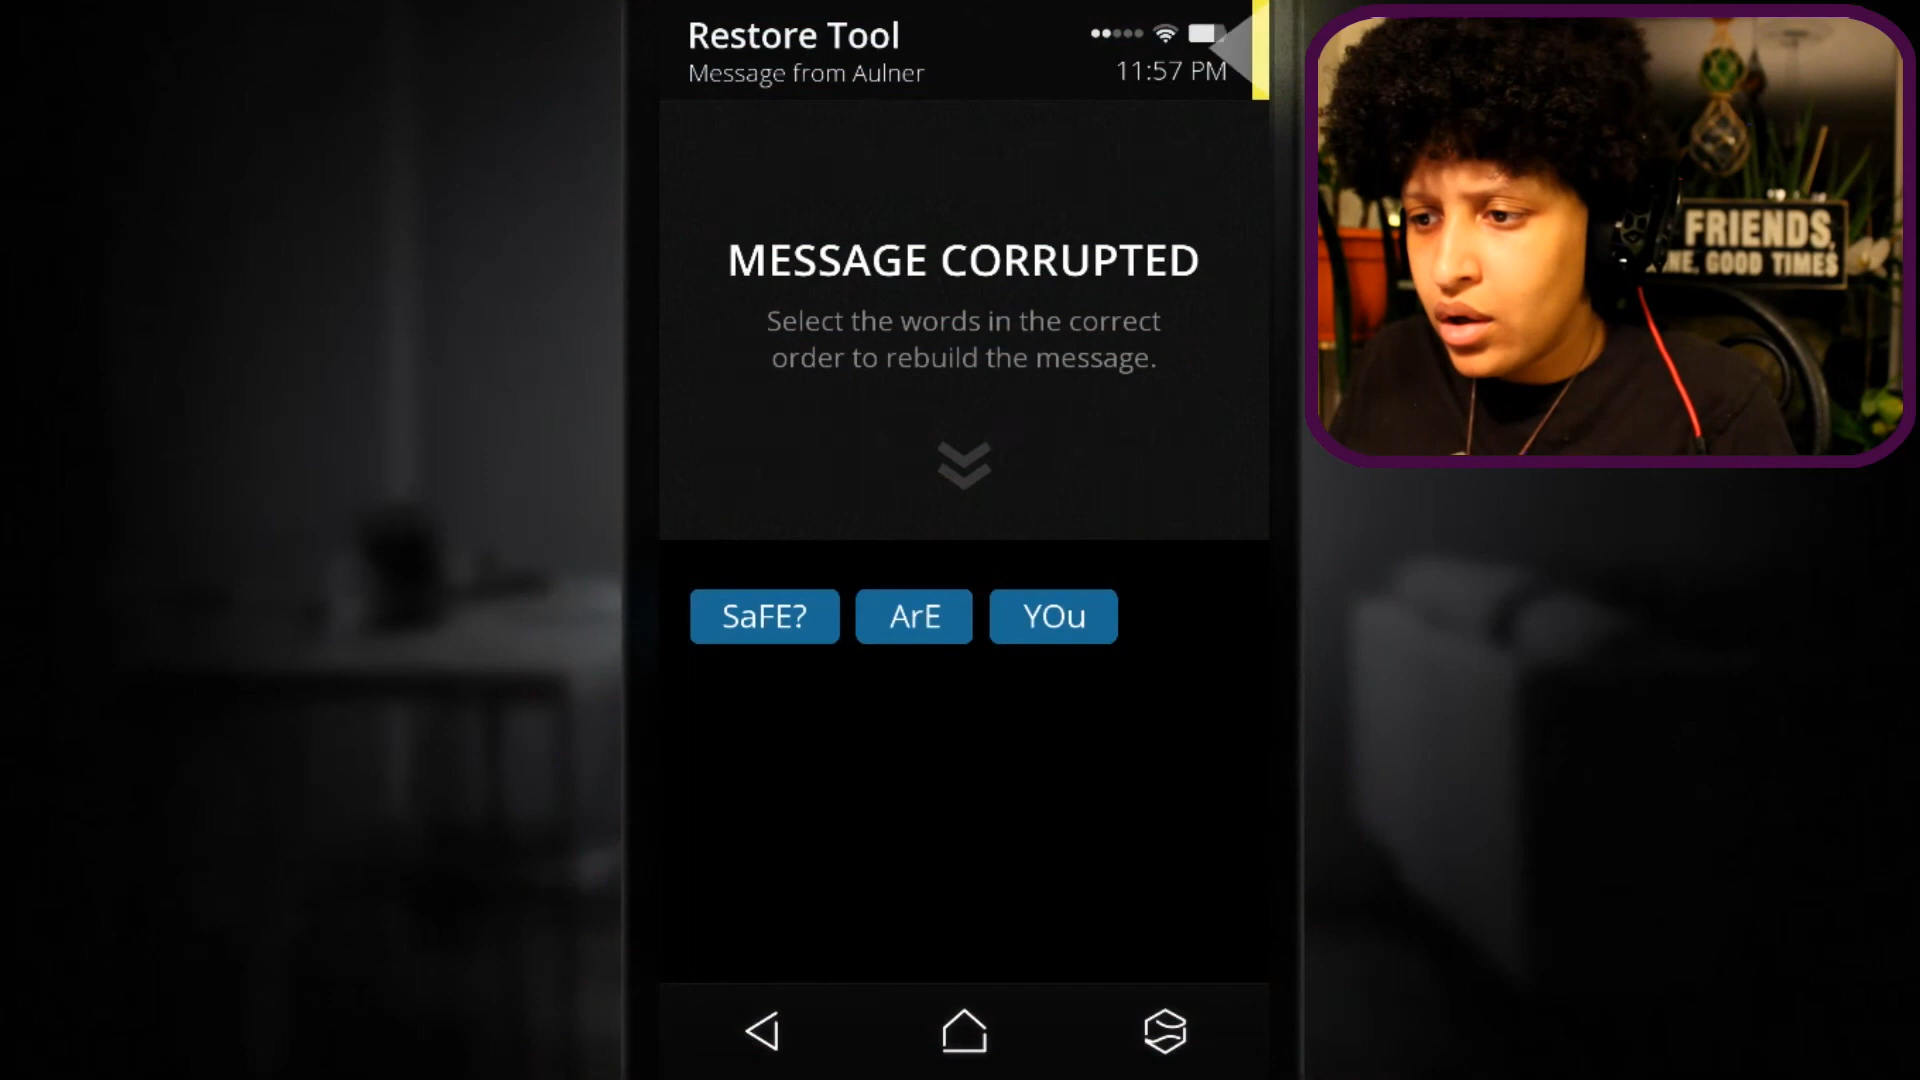 Restore Tool
Message from Aulner
11:57 PM
MESSAGE CORRUPTED
Select the words in the correct
order to rebuild the message.
SaFE? ArE YOu
FRIENDS,
GOOD TIMES